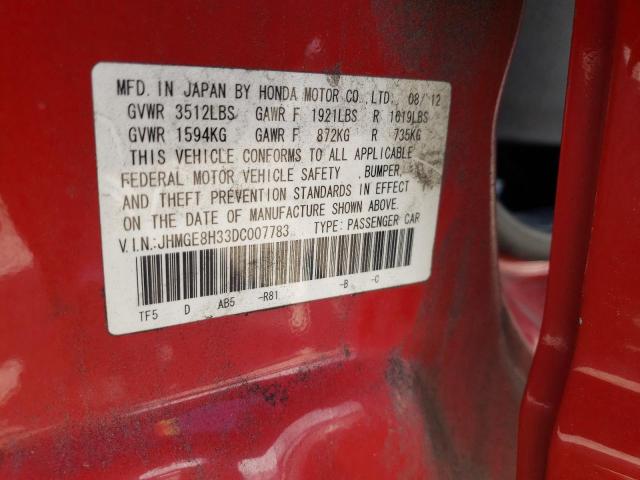 MFD. IN JAPAN BY HONDA MOTOR CO., LTD. 08/12
GVWR 3512LBS GAWR F 1921LBS R 1619LBS
GVWR 1594KG GAWR F 872KG R 735KG
THIS VEHICLE CONFORMS TO ALL APPLICABLE
FEDERAL MOTOR VEHICLE SAFETY , BUMPER,
AND THEFT PREVENTION STANDARDS IN EFFECT
ON THE DATE OF MANUFACTURE SHOWN ABOVE.
V.I.N.:JHMGE8H33DC007783 TYPE: PASSENGER CAR
TF5 D AB5 -R81 -B -C